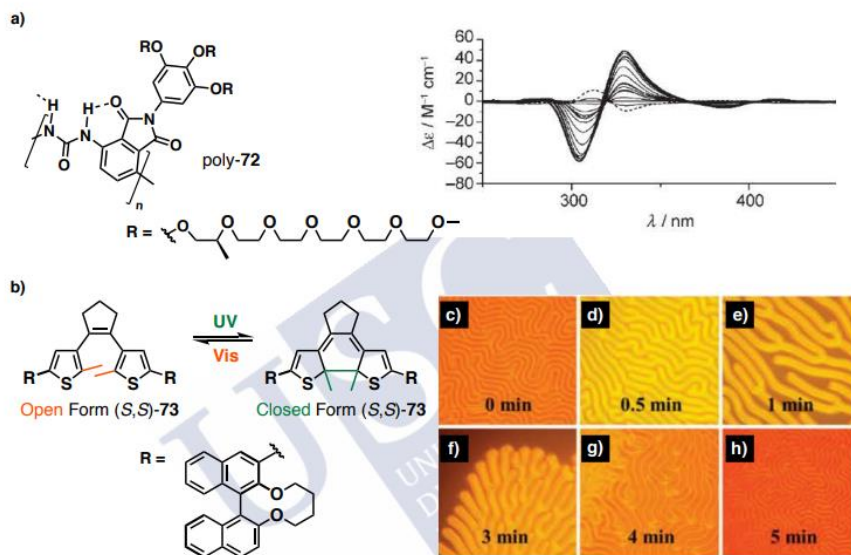 a)
RO
OR
OR
RO
H
H
O
N
N
N
O
O
n
poly-72
R =
O
O
O
O
O
O
O
60
40
20
0
−20
−40
−60
−80
Δε / M⁻¹ cm⁻¹
300
400
λ / nm
b)
UV
Vis
R
S
S
R
R
S
S
R
Open Form (S,S)-73
Closed Form (S,S)-73
R =
O
O
c)
0 min
d)
0.5 min
e)
1 min
f)
3 min
g)
4 min
h)
5 min
USC